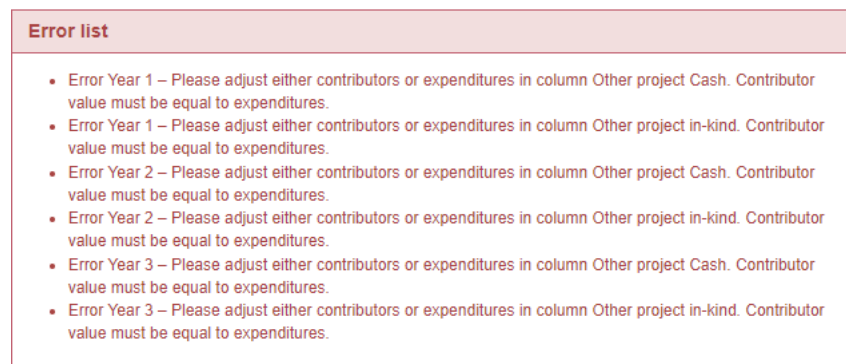 Error list
• Error Year 1 – Please adjust either contributors or expenditures in column Other project Cash. Contributor
value must be equal to expenditures.
• Error Year 1 – Please adjust either contributors or expenditures in column Other project in-kind. Contributor
value must be equal to expenditures.
• Error Year 2 – Please adjust either contributors or expenditures in column Other project Cash. Contributor
value must be equal to expenditures.
• Error Year 2 – Please adjust either contributors or expenditures in column Other project in-kind. Contributor
value must be equal to expenditures.
• Error Year 3 – Please adjust either contributors or expenditures in column Other project Cash. Contributor
value must be equal to expenditures.
• Error Year 3 – Please adjust either contributors or expenditures in column Other project in-kind. Contributor
value must be equal to expenditures.